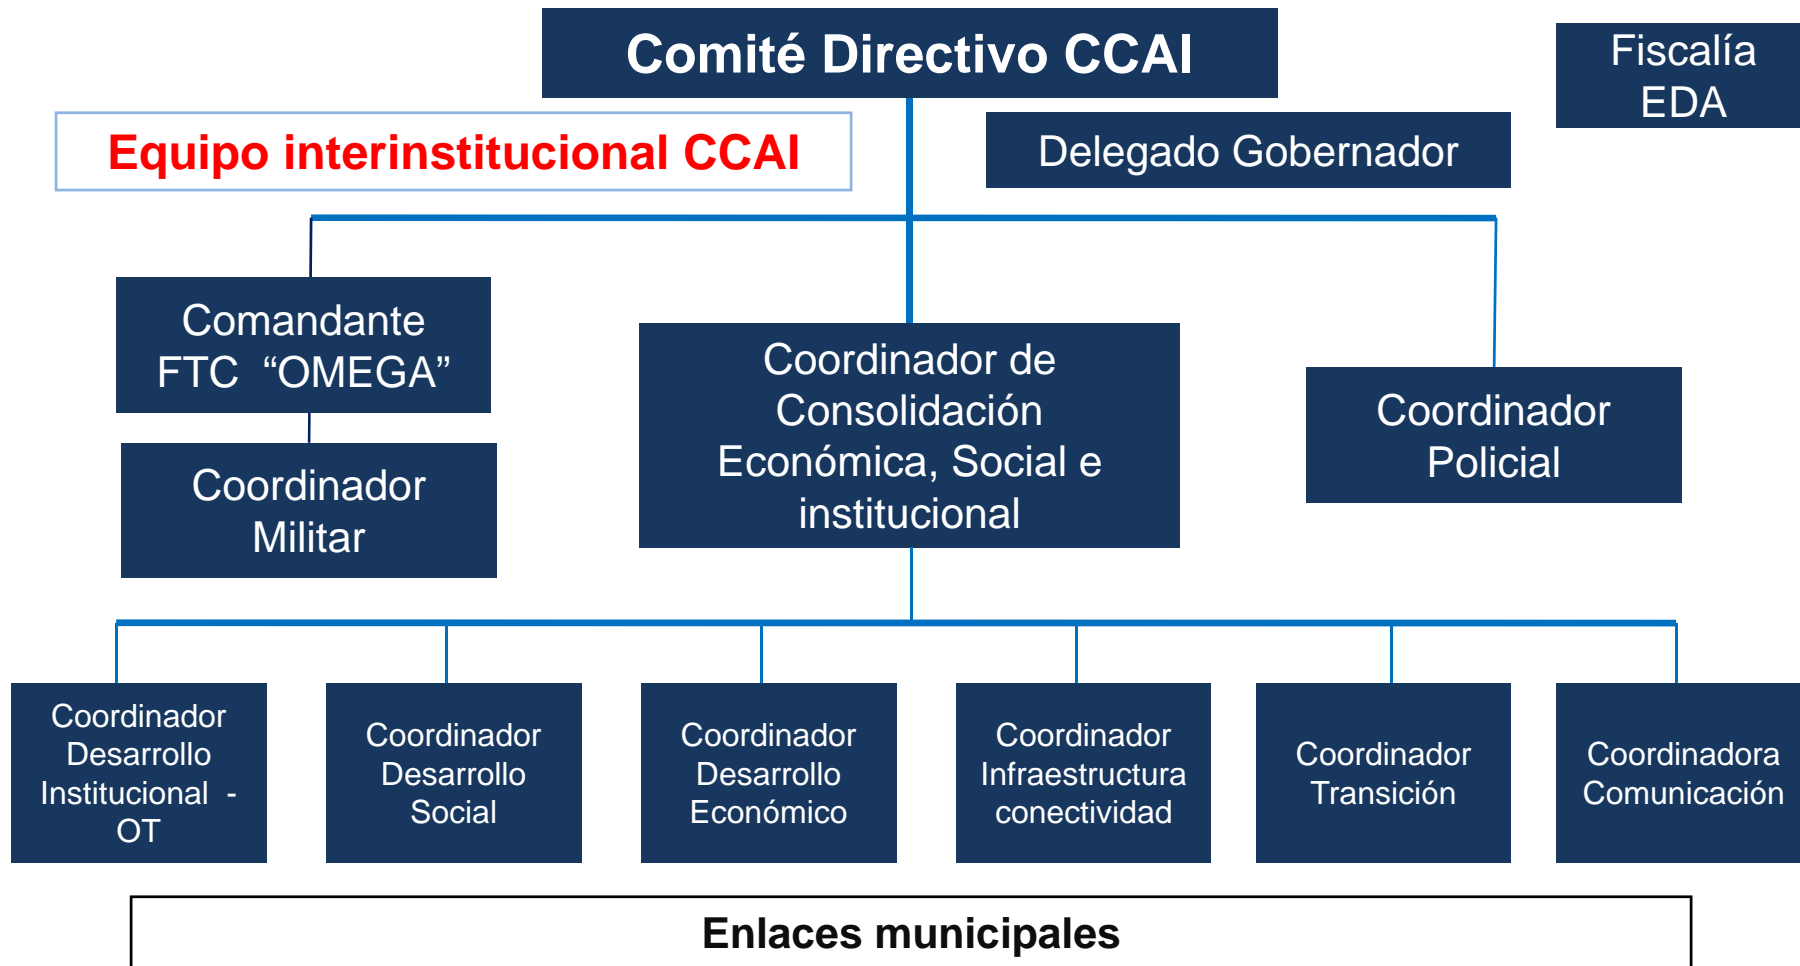 Comité Directivo CCAI
Fiscalía
EDA
Equipo interinstitucional CCAI
Delegado Gobernador
Comandante
FTC “OMEGA”
Coordinador
Militar
Coordinador de
Consolidación
Económica, Social e
institucional
Coordinador
Policial
Coordinador
Desarrollo
Institucional -
OT
Coordinador
Desarrollo
Social
Coordinador
Desarrollo
Económico
Coordinador
Infraestructura
conectividad
Coordinador
Transición
Coordinadora
Comunicación
Enlaces municipales